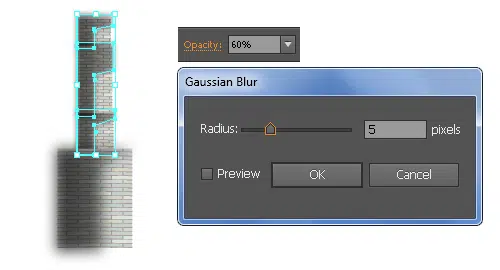 Opacity: 60%
Gaussian Blur
Radius: 5 pixels
Preview OK Cancel